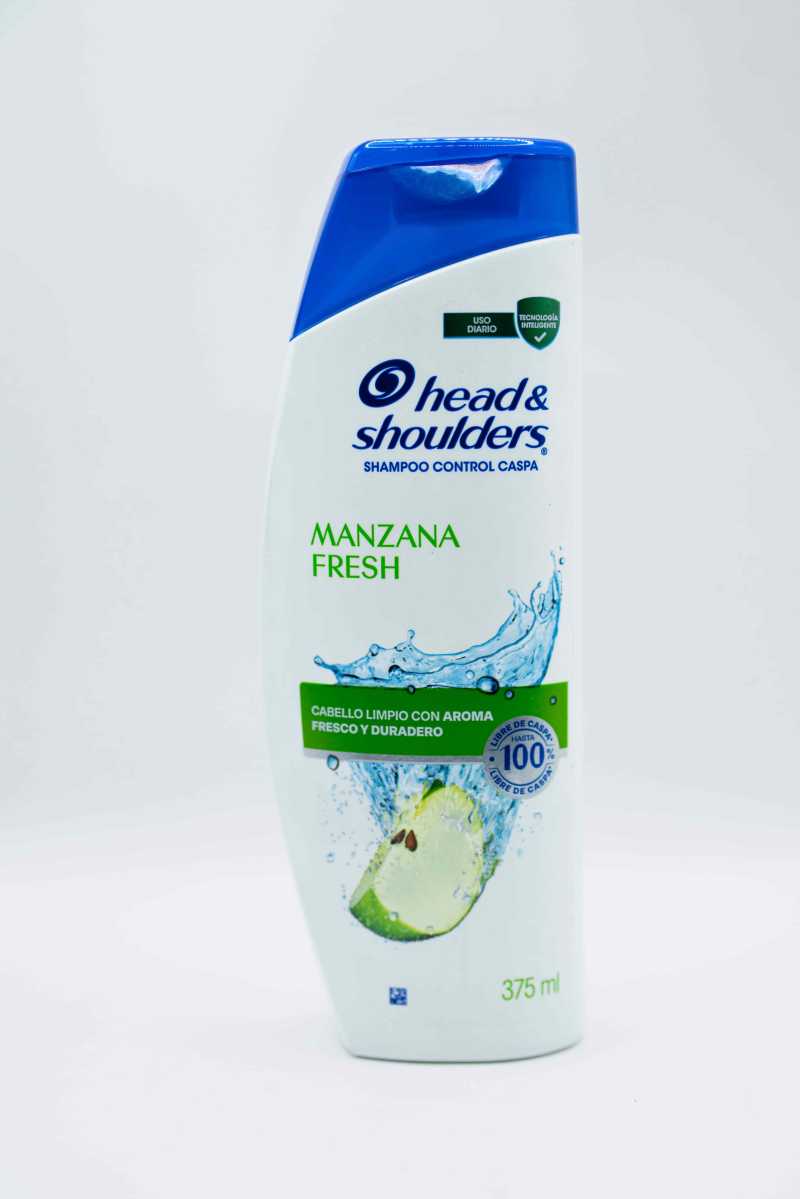 USO
DIARIO
TECNOLOGÍA
INTELIGENTE
head &
shoulders®
SHAMPOO CONTROL CASPA
MANZANA
FRESH
CABELLO LIMPIO CON AROMA
FRESCO Y DURADERO
LIBRE DE CASPA*
HASTA
100%
LIBRE DE CASPA*
375 ml